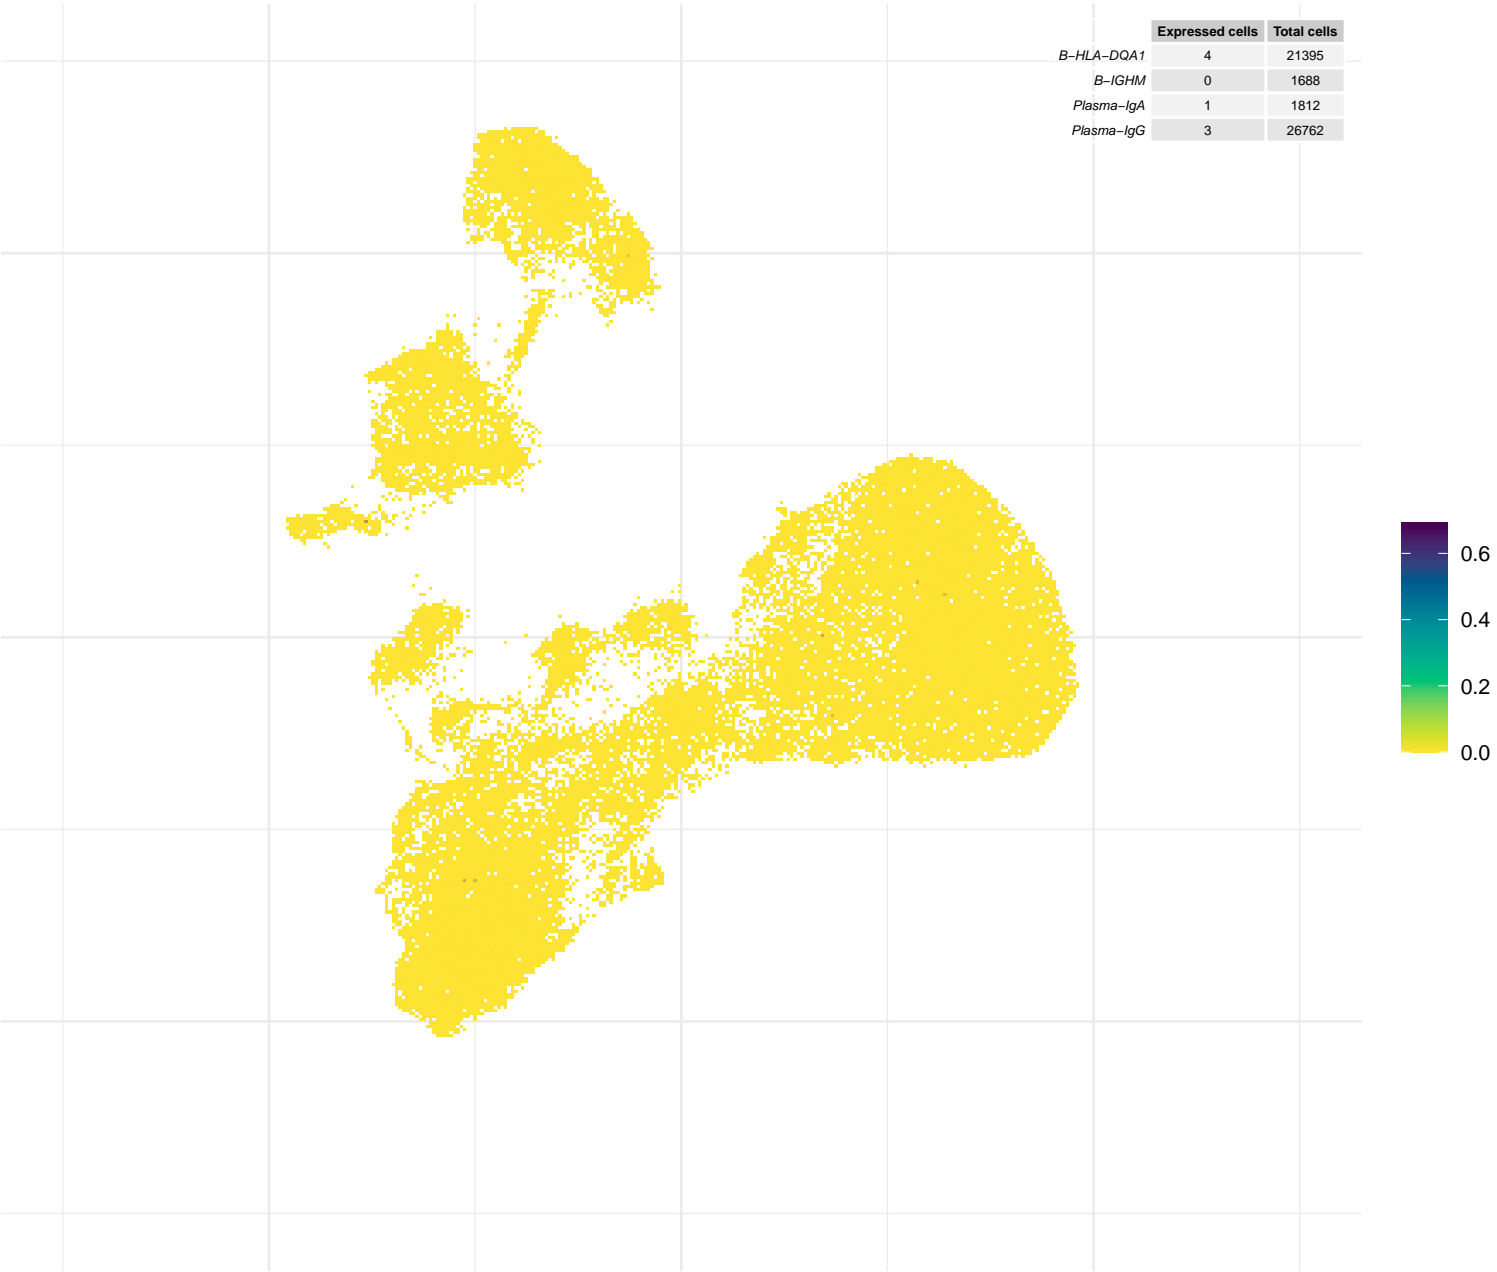 Expressed cells Total cells
B−HLA−DQA1 4 21395
B−IGHM 0 1688
Plasma−IgA 1 1812
Plasma−IgG 3 26762
0.6
0.4
0.2
0.0